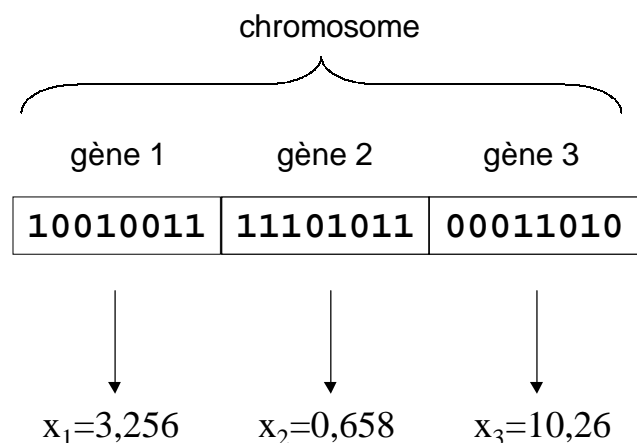 chromosome
gène 1 gène 2 gène 3
10010011 11101011 00011010
x₁=3,256 x₂=0,658 x₃=10,26